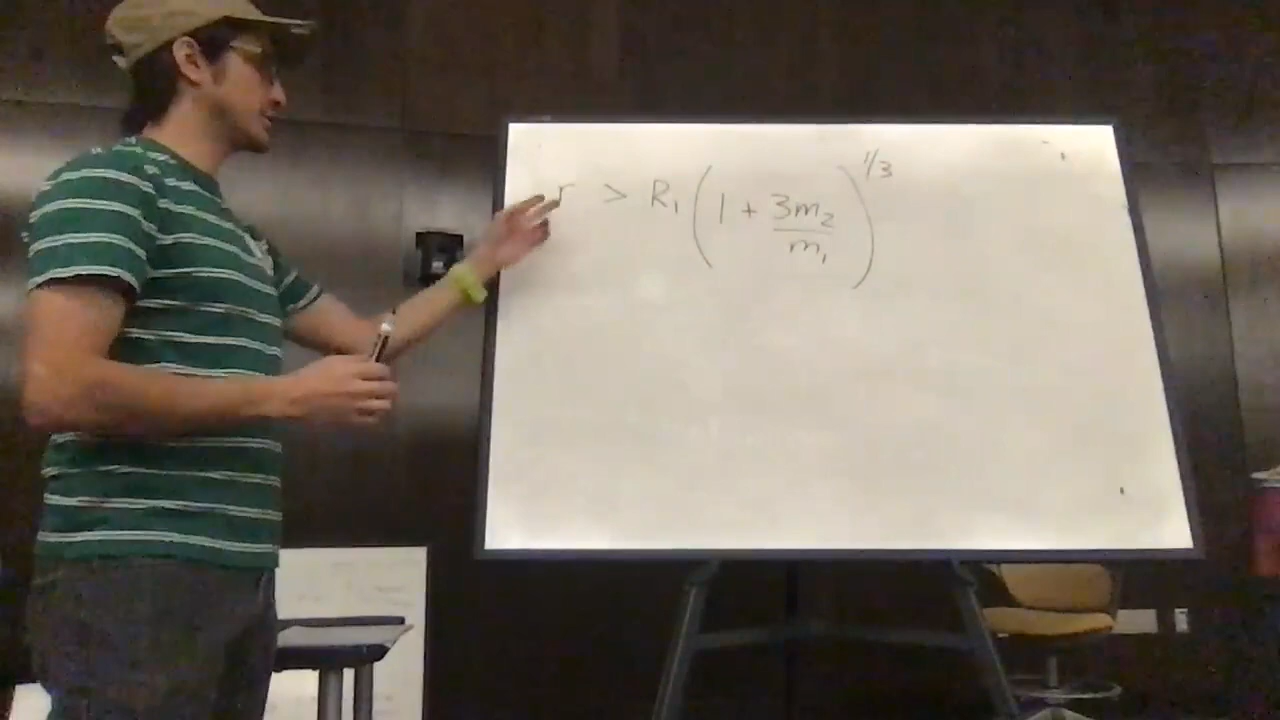 r > R₁ (1 + 3m₂/m₁)^1/3